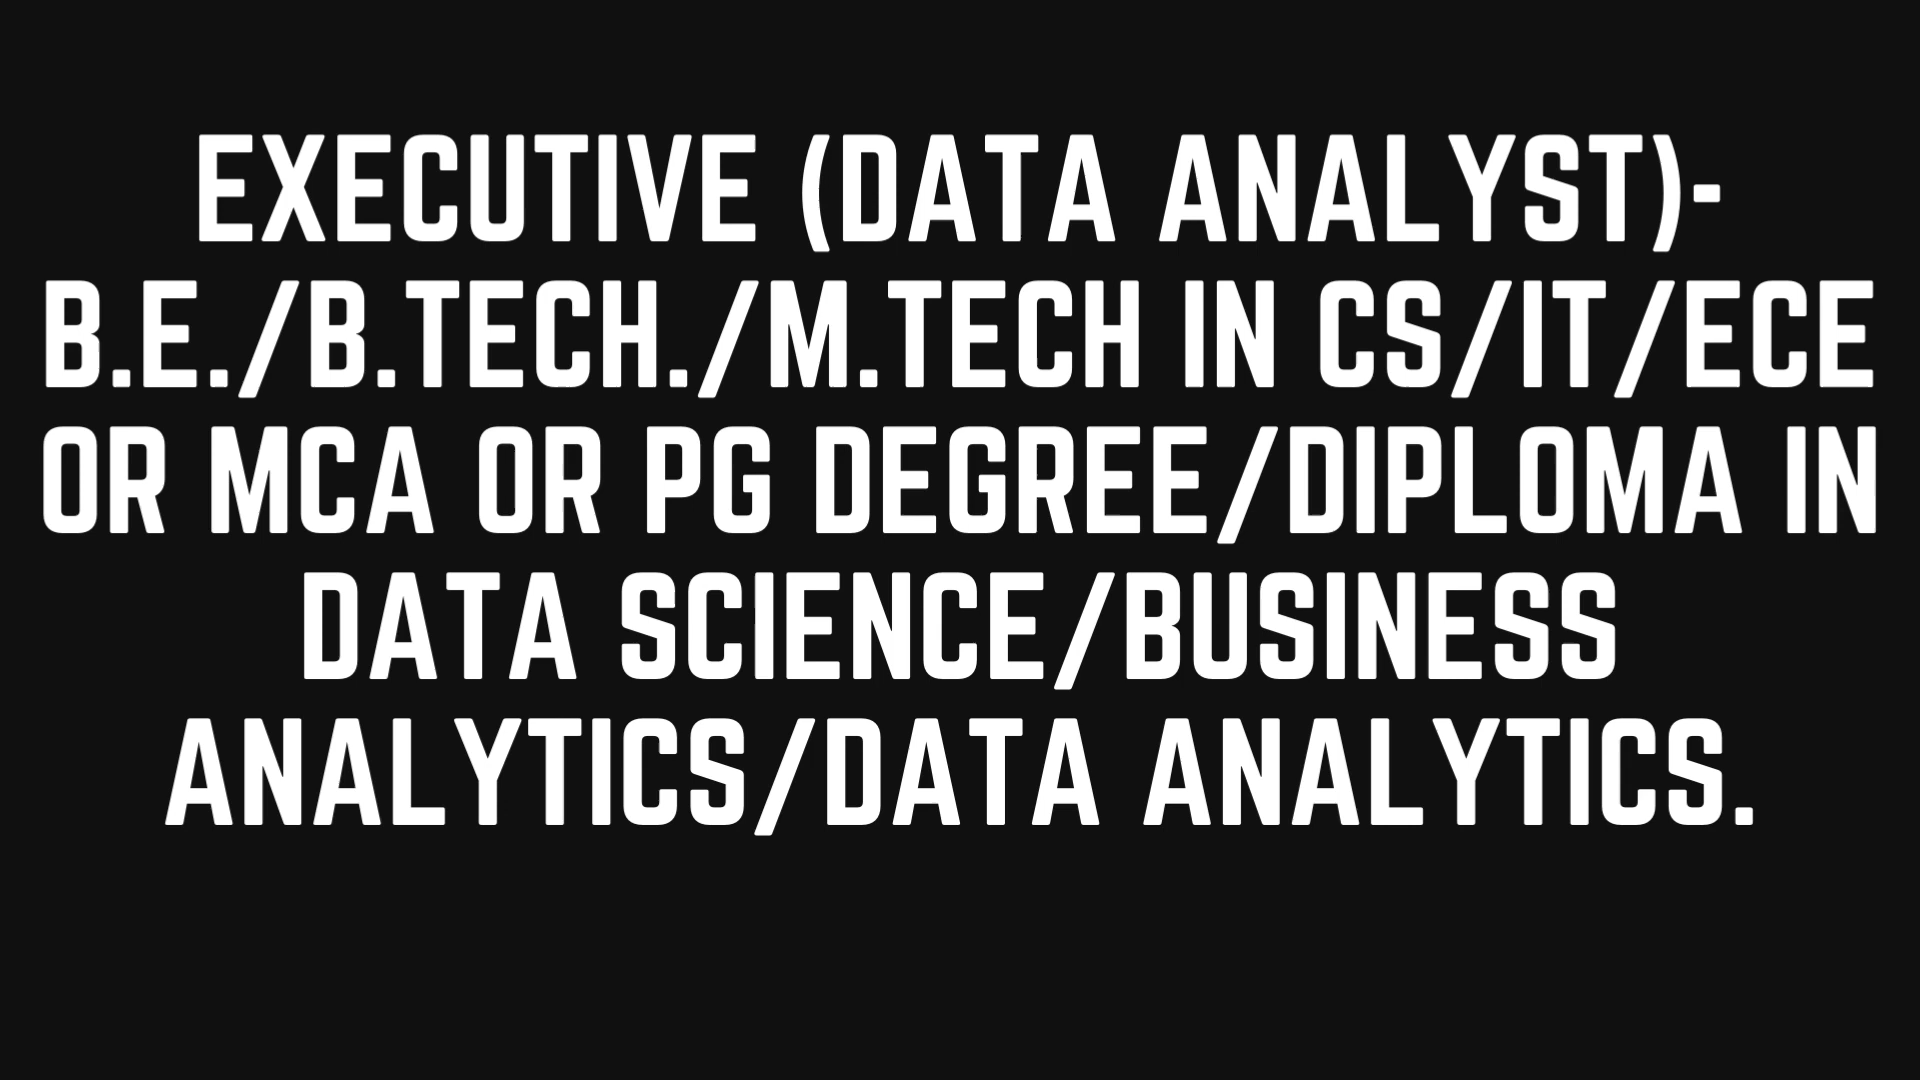 EXECUTIVE (DATA ANALYST)-
B.E./B.TECH./M.TECH IN CS/IT/ECE
OR MCA OR PG DEGREE/DIPLOMA IN
DATA SCIENCE/BUSINESS
ANALYTICS/DATA ANALYTICS.